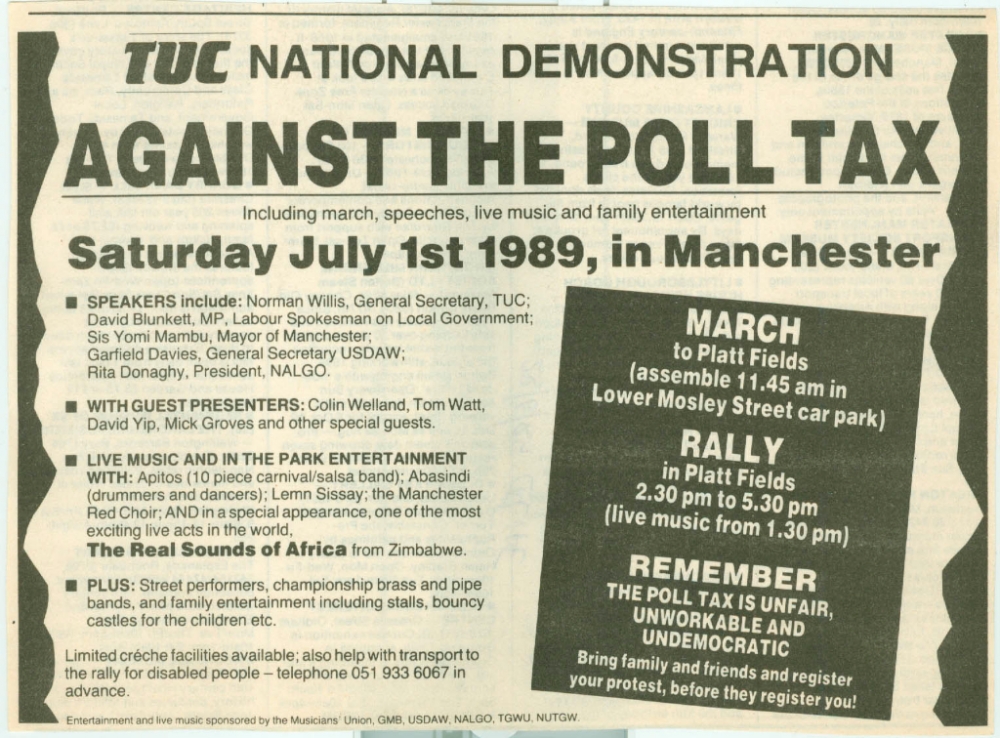 TUC NATIONAL DEMONSTRATION
AGAINST THE POLL TAX
Including march, speeches, live music and family entertainment
Saturday July 1st 1989, in Manchester
■ SPEAKERS include: Norman Willis, General Secretary, TUC;
David Blunkett, MP, Labour Spokesman on Local Government;
Sis Yomi Mambu, Mayor of Manchester;
Garfield Davies, General Secretary USDAW;
Rita Donaghy, President, NALGO.
■ WITH GUEST PRESENTERS: Colin Welland, Tom Watt,
David Yip, Mick Groves and other special guests.
■ LIVE MUSIC AND IN THE PARK ENTERTAINMENT
WITH: Apitos (10 piece carnival/salsa band); Abasindi
(drummers and dancers); Lemn Sissay; the Manchester
Red Choir; AND in a special appearance, one of the most
exciting live acts in the world,
The Real Sounds of Africa from Zimbabwe.
■ PLUS: Street performers, championship brass and pipe
bands, and family entertainment including stalls, bouncy
castles for the children etc.
Limited créche facilities available; also help with transport to
the rally for disabled people – telephone 051 933 6067 in
advance.
Entertainment and live music sponsored by the Musicians' Union, GMB, USDAW, NALGO, TGWU, NUTGW.
MARCH
to Platt Fields
(assemble 11.45 am in
Lower Mosley Street car park)
RALLY
in Platt Fields
2.30 pm to 5.30 pm
(live music from 1.30 pm)
REMEMBER
THE POLL TAX IS UNFAIR,
UNWORKABLE AND
UNDEMOCRATIC
Bring family and friends and register
your protest, before they register you!